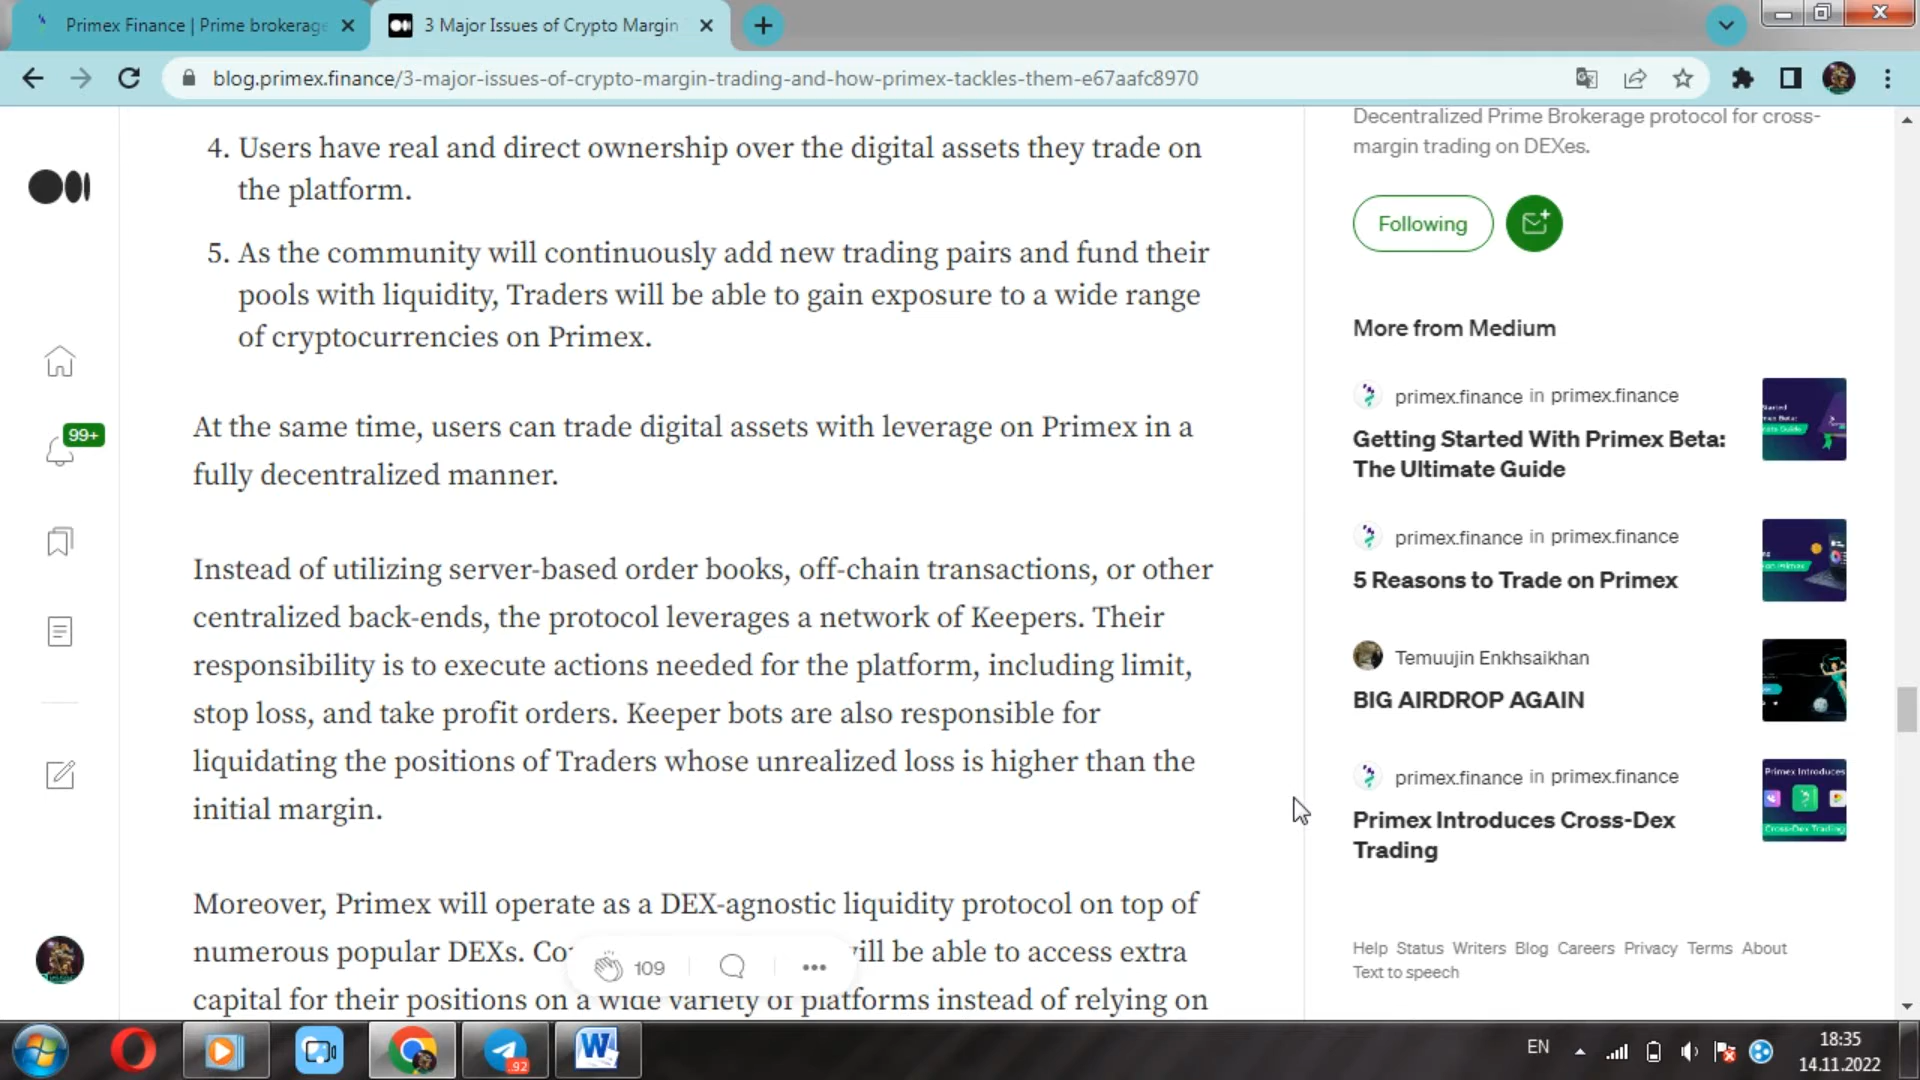 Primex Finance | Prime brokerage
3 Major Issues of Crypto Margin
blog.primex.finance/3-major-issues-of-crypto-margin-trading-and-how-primex-tackles-them-e67aafc8970
4. Users have real and direct ownership over the digital assets they trade on
the platform.
5. As the community will continuously add new trading pairs and fund their
pools with liquidity, Traders will be able to gain exposure to a wide range
of cryptocurrencies on Primex.
At the same time, users can trade digital assets with leverage on Primex in a
fully decentralized manner.
Instead of utilizing server-based order books, off-chain transactions, or other
centralized back-ends, the protocol leverages a network of Keepers. Their
responsibility is to execute actions needed for the platform, including limit,
stop loss, and take profit orders. Keeper bots are also responsible for
liquidating the positions of Traders whose unrealized loss is higher than the
initial margin.
Moreover, Primex will operate as a DEX-agnostic liquidity protocol on top of
numerous popular DEXs. Co will be able to access extra
capital for their positions on a wide variety of platforms instead of relying on
109
99+
Decentralized Prime Brokerage protocol for cross-
margin trading on DEXes.
Following
More from Medium
primex.finance in primex.finance
Getting Started With Primex Beta:
The Ultimate Guide
primex.finance in primex.finance
5 Reasons to Trade on Primex
Temuujin Enkhsaikhan
BIG AIRDROP AGAIN
primex.finance in primex.finance
Primex Introduces Cross-Dex
Trading
Primex Introduces
Cross-Dex Trading
Help Status Writers Blog Careers Privacy Terms About
Text to speech
92
W
EN
18:35
14.11.2022